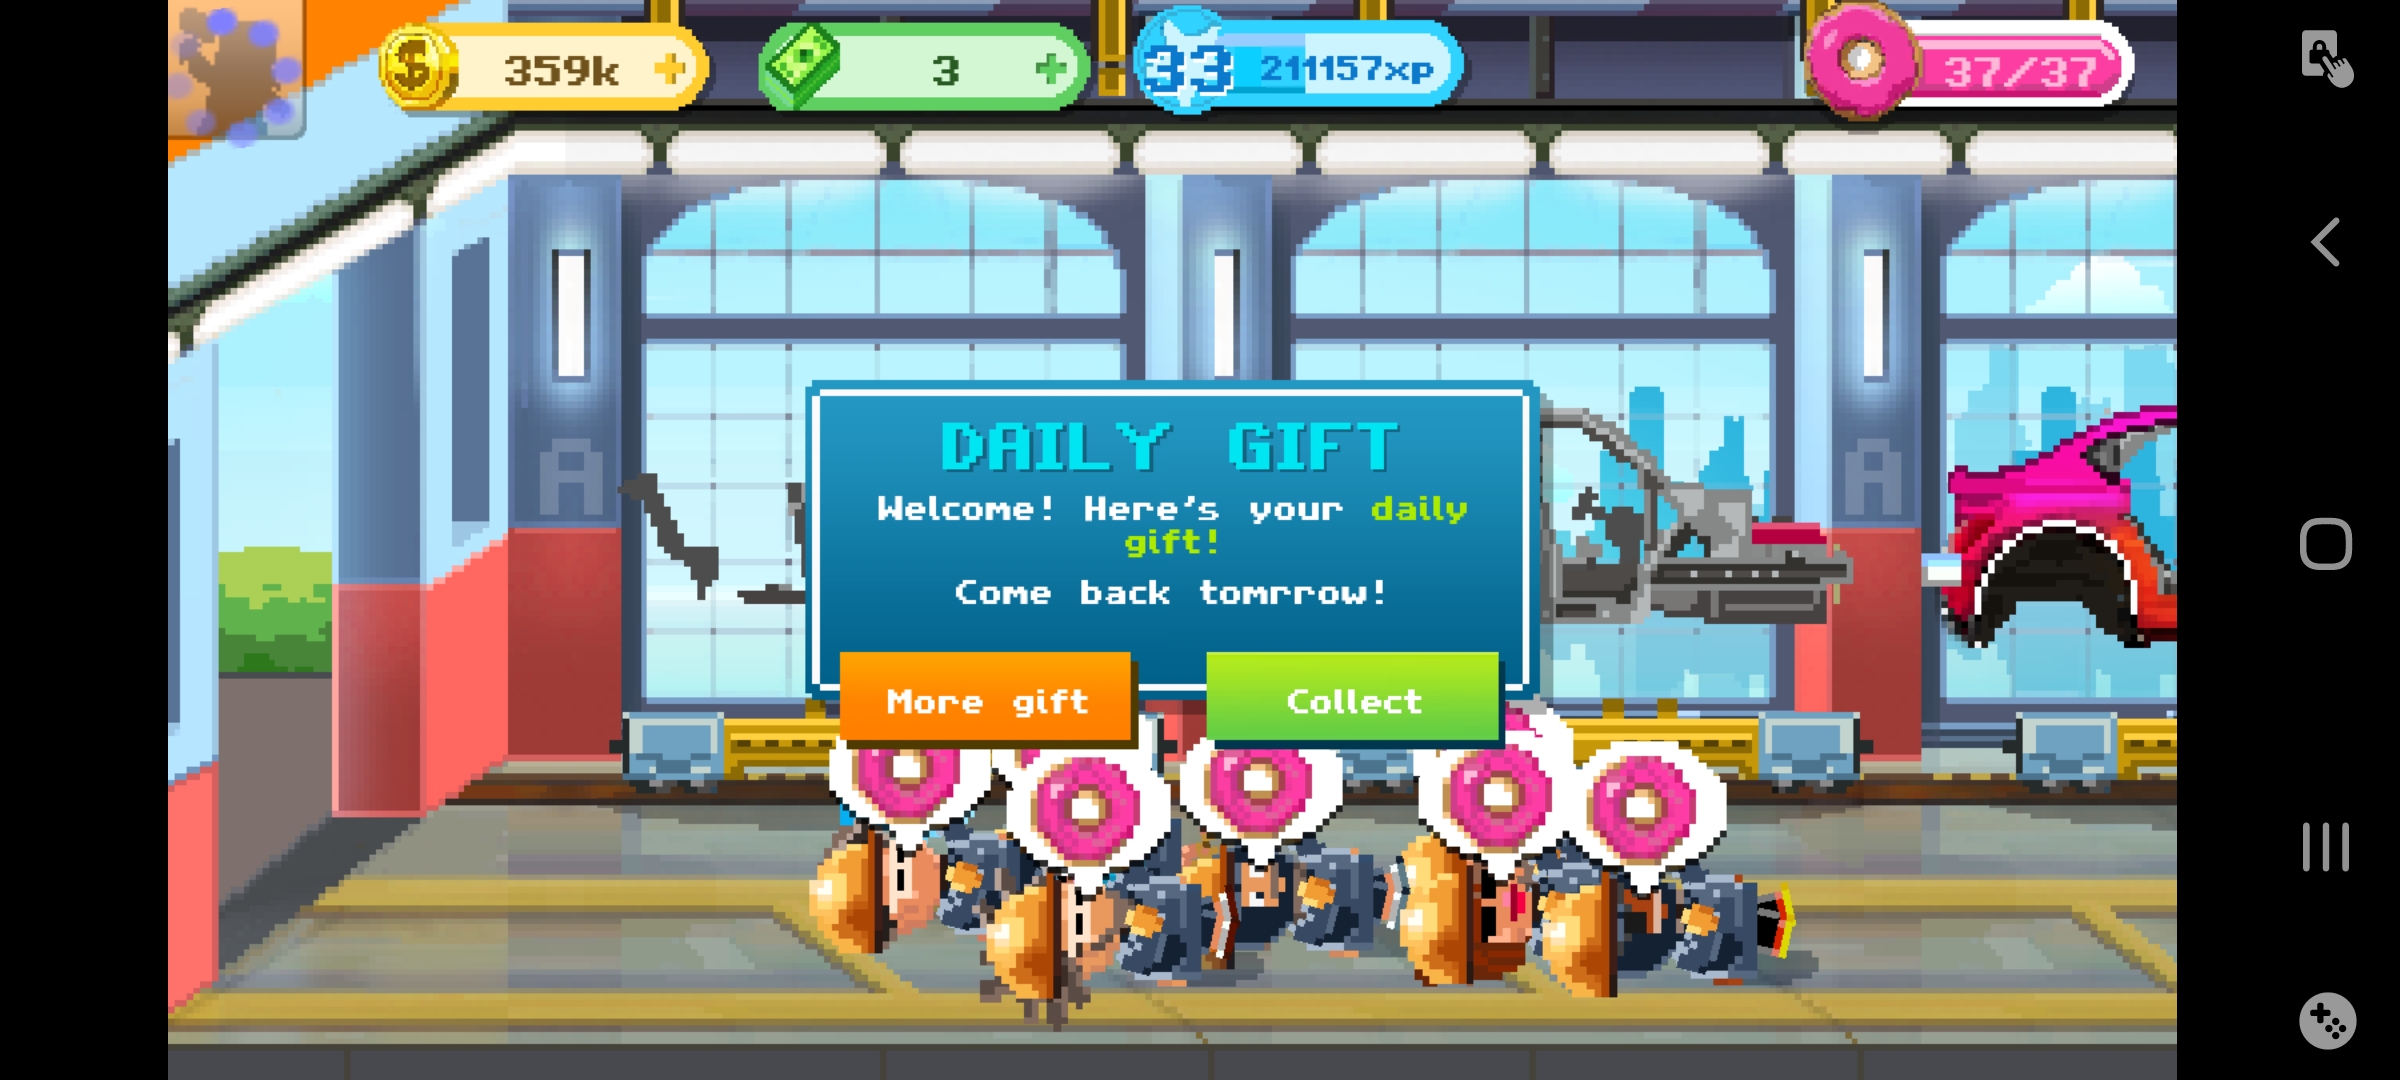 359k
3
33
211157xp
37/37
A
A
DAILY GIFT
Welcome! Here's your daily
gift!
Come back tomrrow!
More gift
Collect